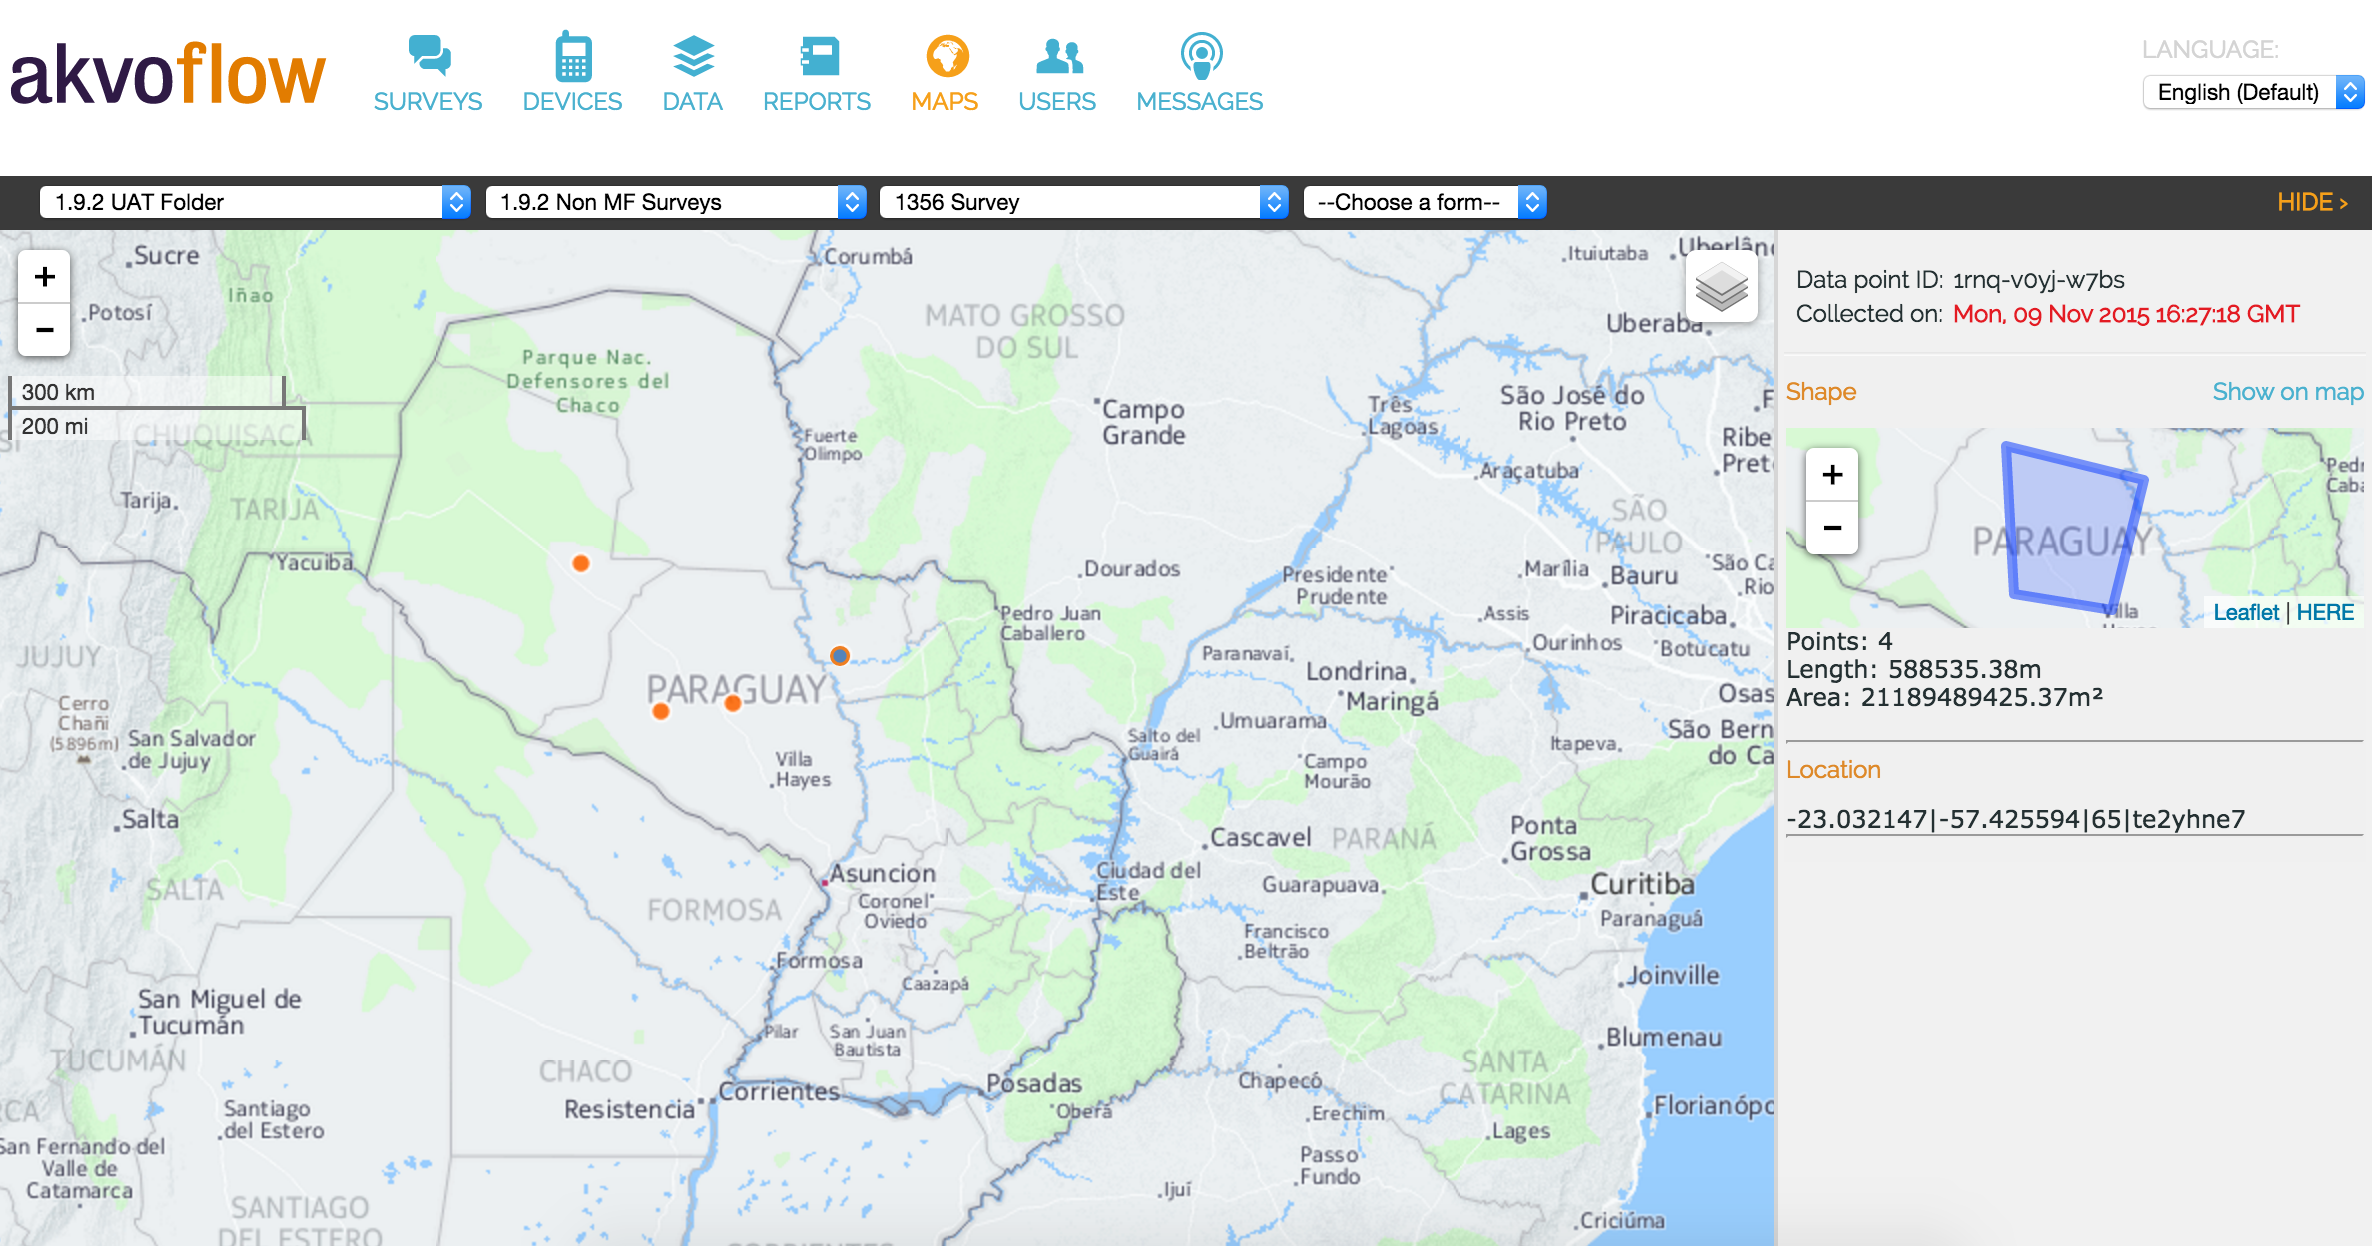 akvoflow
SURVEYS DEVICES DATA REPORTS MAPS USERS MESSAGES
LANGUAGE:
English (Default)
1.9.2 UAT Folder
1.9.2 Non MF Surveys
1356 Survey
--Choose a form--
HIDE >
+
−
300 km
200 mi
Sucre
Potosí
Iñao
Corumbá
MATO GROSSO
DO SUL
Ituiutaba
Uberlân
Uberaba
Parque Nac.
Defensores del
Chaco
CHUQUISACA
Fuerte
Olimpo
Campo
Grande
Três
Lagoas
São José do
Rio Preto
Ribe
Pret
Araçatuba
Tarija
TARIJA
SÃO
PAULO
Yacuiba
Dourados
Presidente
Prudente
Marília
Bauru
São Ca
Rio
Pedro Juan
Caballero
Assis
Piracicaba
Ourinhos
Botucatu
JUJUY
PARAGUAY
Paranavaí
Londrina
Maringá
Osas
Cerro
Chañi
(5896m)
San Salvador
de Jujuy
Umuarama
São Bern
do Ca
Salto del
Guairá
Itapeva
Villa
Hayes
Campo
Mourão
Salta
Cascavel
PARANÁ
Ponta
Grossa
Asuncion
Ciudad del
Este
SALTA
FORMOSA
Coronel
Oviedo
Guarapuava
Curitiba
Paranaguá
Francisco
Beltrão
Formosa
Caazapá
Joinville
San Miguel de
Tucumán
Pilar
San Juan
Bautista
Blumenau
TUCUMÁN
CHACO
Posadas
Chapecó
SANTA
CATARINA
Corrientes
Resistencia
Oberá
Erechim
Florianópo
CA
Santiago
del Estero
Lages
San Fernando del
Valle de
Catamarca
Passo
Fundo
Ijuí
SANTIAGO
DEL ESTERO
Criciúma
CORRIENTES
Data point ID: 1rnq-v0yj-w7bs
Collected on: Mon, 09 Nov 2015 16:27:18 GMT
Shape
Show on map
+
−
Pedr
Caba
PARAGUAY
Villa
Leaflet | HERE
Points: 4
Length: 588535.38m
Area: 21189489425.37m²
Location
-23.032147|-57.425594|65|te2yhne7